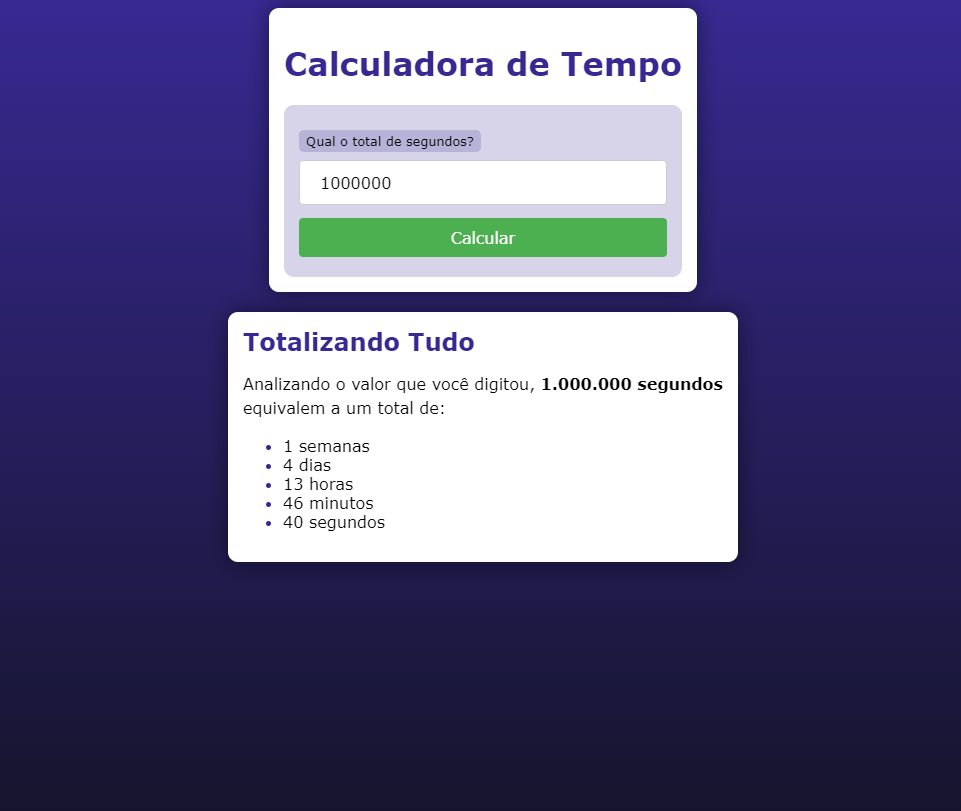 Calculadora de Tempo
Qual o total de segundos?
1000000
Calcular
Totalizando Tudo
Analizando o valor que você digitou, 1.000.000 segundos
equivalem a um total de:
1 semanas
4 dias
13 horas
46 minutos
40 segundos